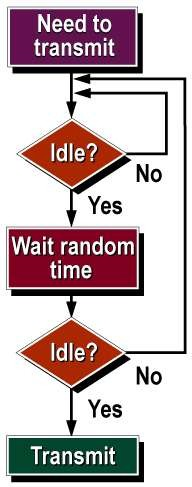 Need to
transmit
Idle?
No
Yes
Wait random
time
Idle?
No
Yes
Transmit